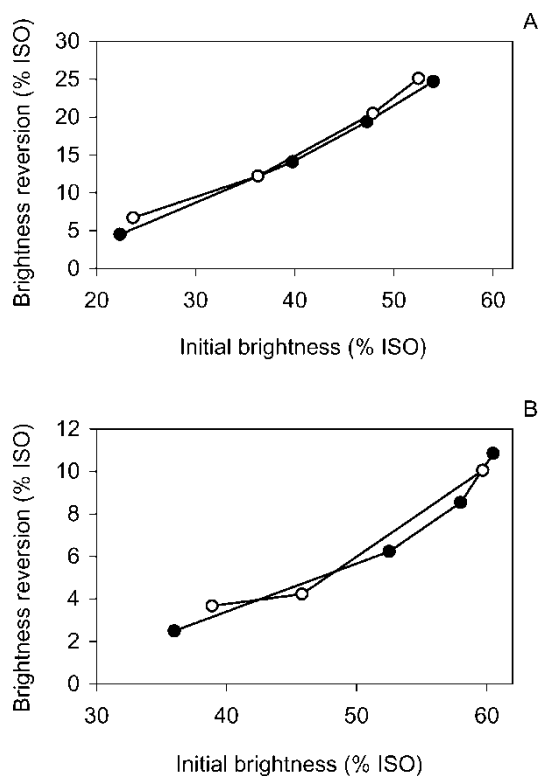 A
30
25
20
15
10
5
0
Brightness reversion (% ISO)
20 30 40 50 60
Initial brightness (% ISO)
B
12
10
8
6
4
2
0
Brightness reversion (% ISO)
30 40 50 60
Initial brightness (% ISO)